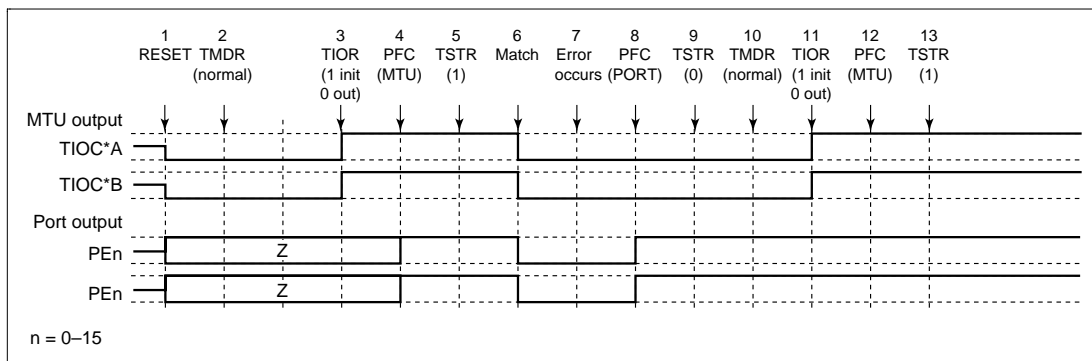 1 2 3 4 5 6 7 8 9 10 11 12 13
RESET TMDR TIOR PFC TSTR Match Error PFC TSTR TMDR TIOR PFC TSTR
(normal) (1 init (MTU) (1) occurs (PORT) (0) (normal) (1 init (MTU) (1)
0 out) 0 out)
MTU output
TIOC*A
TIOC*B
Port output
PEn Z
PEn Z
n = 0–15